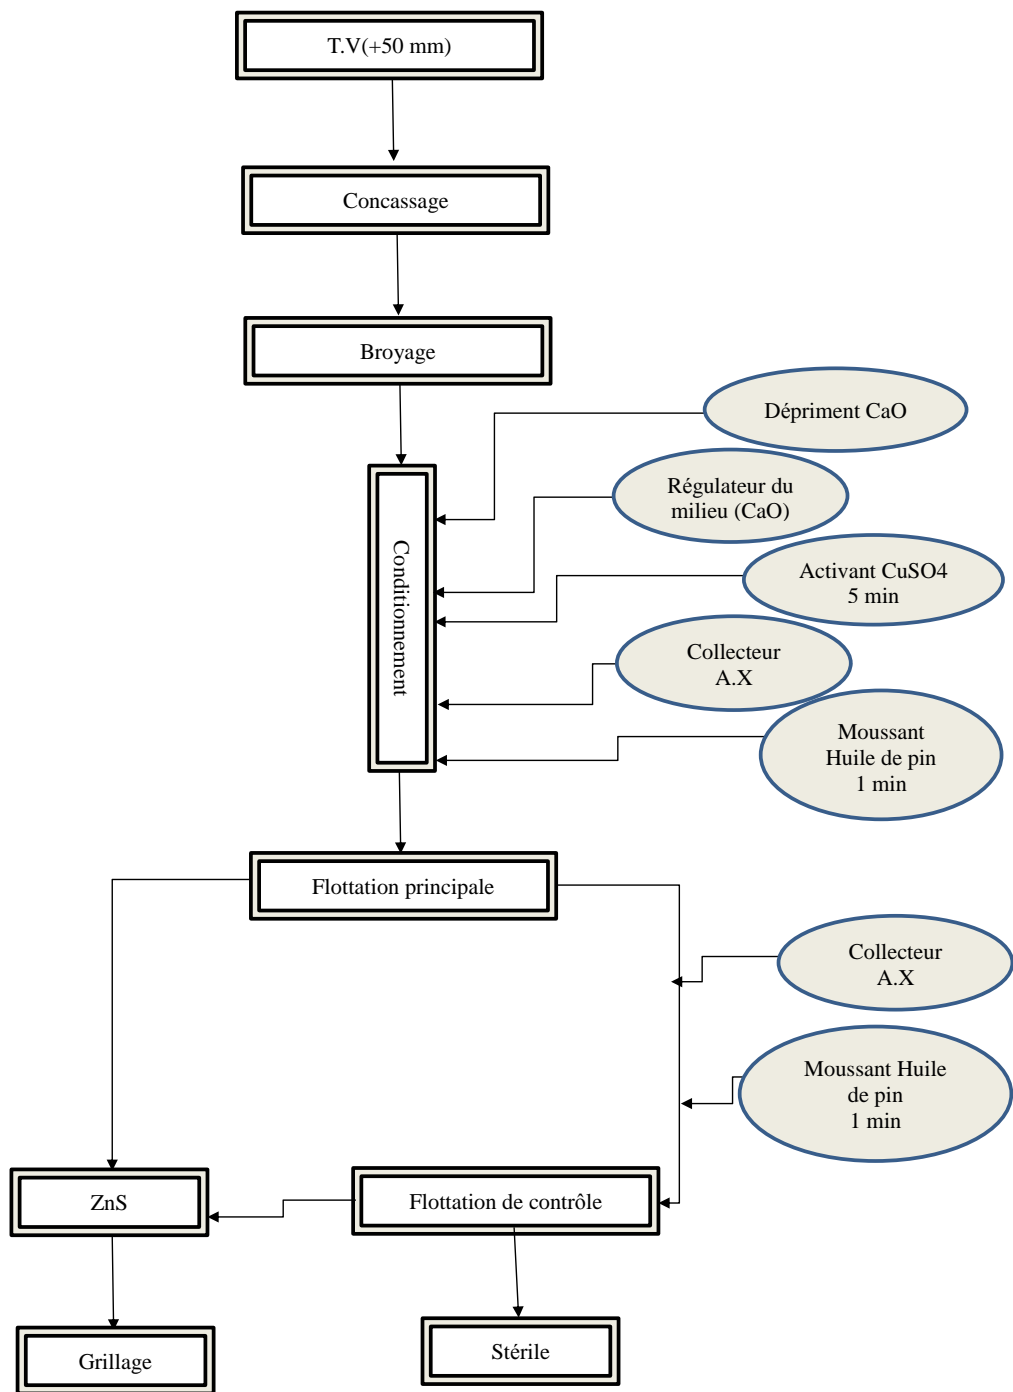 T.V(+50 mm)
Concassage
Broyage
Dépriment CaO
Régulateur du
milieu (CaO)
Activant CuSO4
5 min
Conditionnement
Collecteur
A.X
Moussant
Huile de pin
1 min
Flottation principale
Collecteur
A.X
Moussant Huile
de pin
1 min
ZnS
Flottation de contrôle
Grillage
Stérile